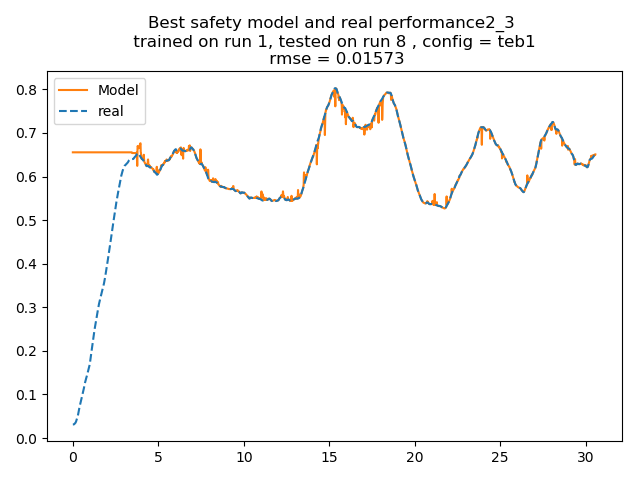 Best safety model and real performance2_3
trained on run 1, tested on run 8 , config = teb1
rmse = 0.01573
Model
real
0.8
0.7
0.6
0.5
0.4
0.3
0.2
0.1
0.0
0 5 10 15 20 25 30